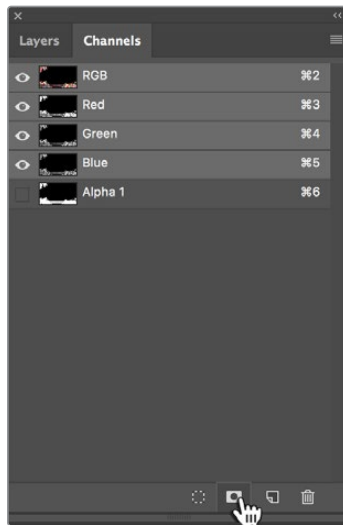 Layers Channels
RGB ⌘2
Red ⌘3
Green ⌘4
Blue ⌘5
Alpha 1 ⌘6